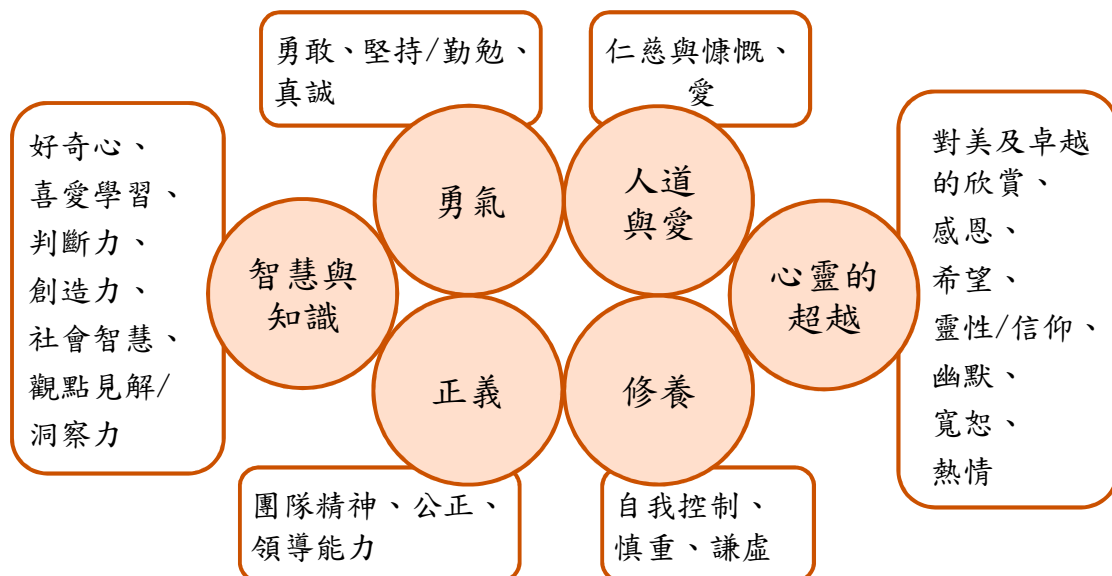 勇敢、堅持/勤勉、
真誠
仁慈與慷慨、
愛
好奇心、
喜愛學習、
判斷力、
創造力、
社會智慧、
觀點見解/
洞察力
勇氣
人道
與愛
智慧與
知識
心靈的
超越
正義
修養
對美及卓越
的欣賞、
感恩、
希望、
靈性/信仰、
幽默、
寬恕、
熱情
團隊精神、公正、
領導能力
自我控制、
慎重、謙虛